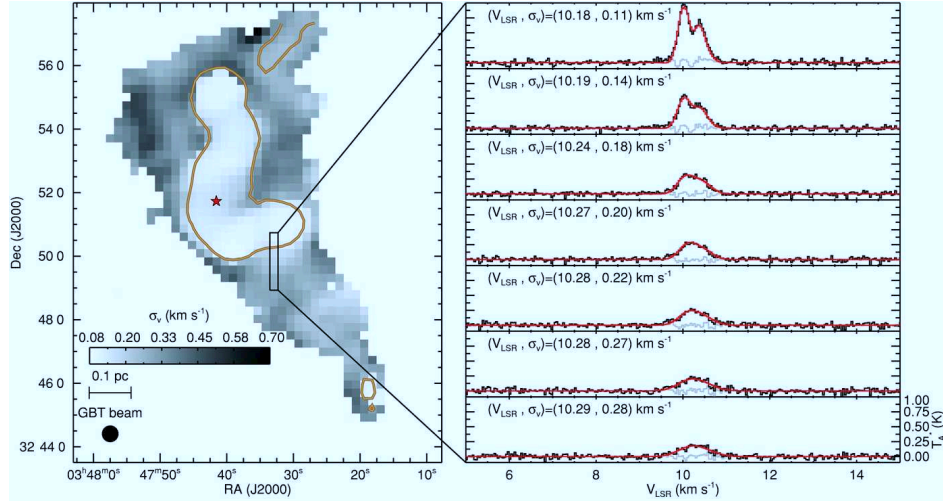 (V_LSR , σ_v)=(10.18 , 0.11) km s⁻¹
(V_LSR , σ_v)=(10.19 , 0.14) km s⁻¹
(V_LSR , σ_v)=(10.24 , 0.18) km s⁻¹
(V_LSR , σ_v)=(10.27 , 0.20) km s⁻¹
(V_LSR , σ_v)=(10.28 , 0.22) km s⁻¹
(V_LSR , σ_v)=(10.28 , 0.27) km s⁻¹
(V_LSR , σ_v)=(10.29 , 0.28) km s⁻¹
56 0
54 0
52 0
50 0
48 0
46 0
32 44 0
Dec (J2000)
σ_v (km s⁻¹)
0.08 0.20 0.33 0.45 0.58 0.70
0.1 pc
GBT beam
03ʰ48ᵐ0ˢ 47ᵐ50ˢ 40ˢ 30ˢ 20ˢ 10ˢ
RA (J2000)
1.00
0.75
0.50
0.25
0.00
T*_A (K)
6 8 10 12 14
V_LSR (km s⁻¹)